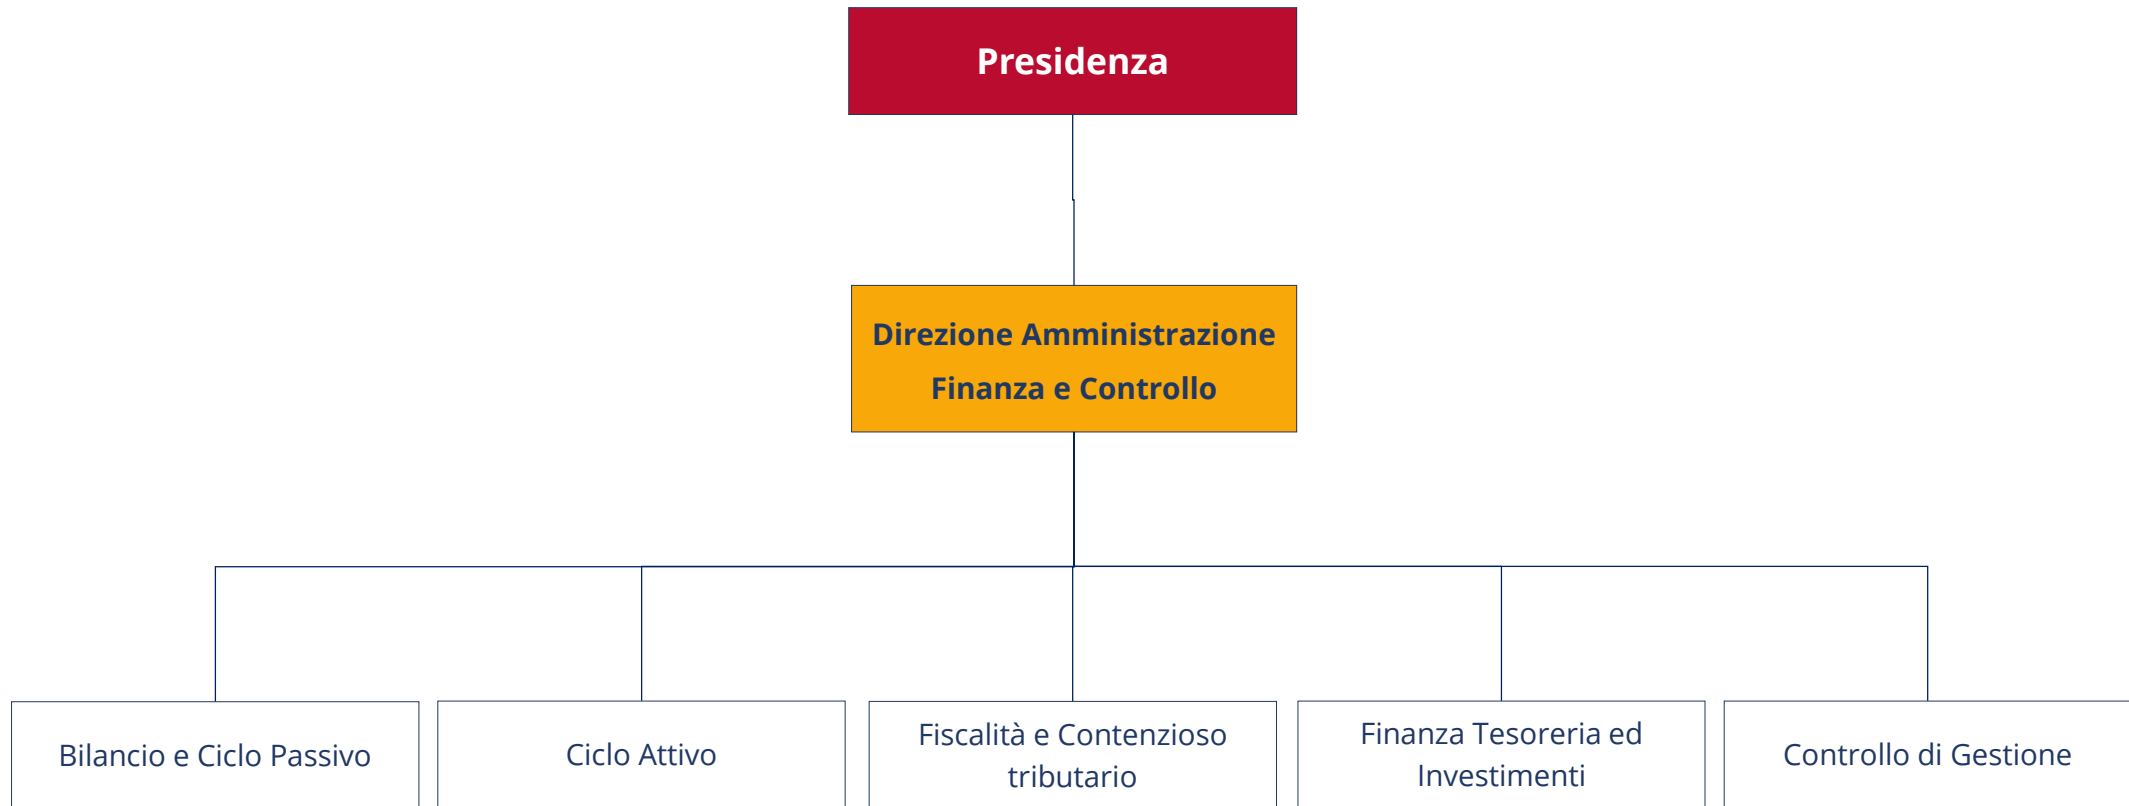 Presidenza
Direzione Amministrazione
Finanza e Controllo
Bilancio e Ciclo Passivo
Ciclo Attivo
Fiscalità e Contenzioso
tributario
Finanza Tesoreria ed
Investimenti
Controllo di Gestione